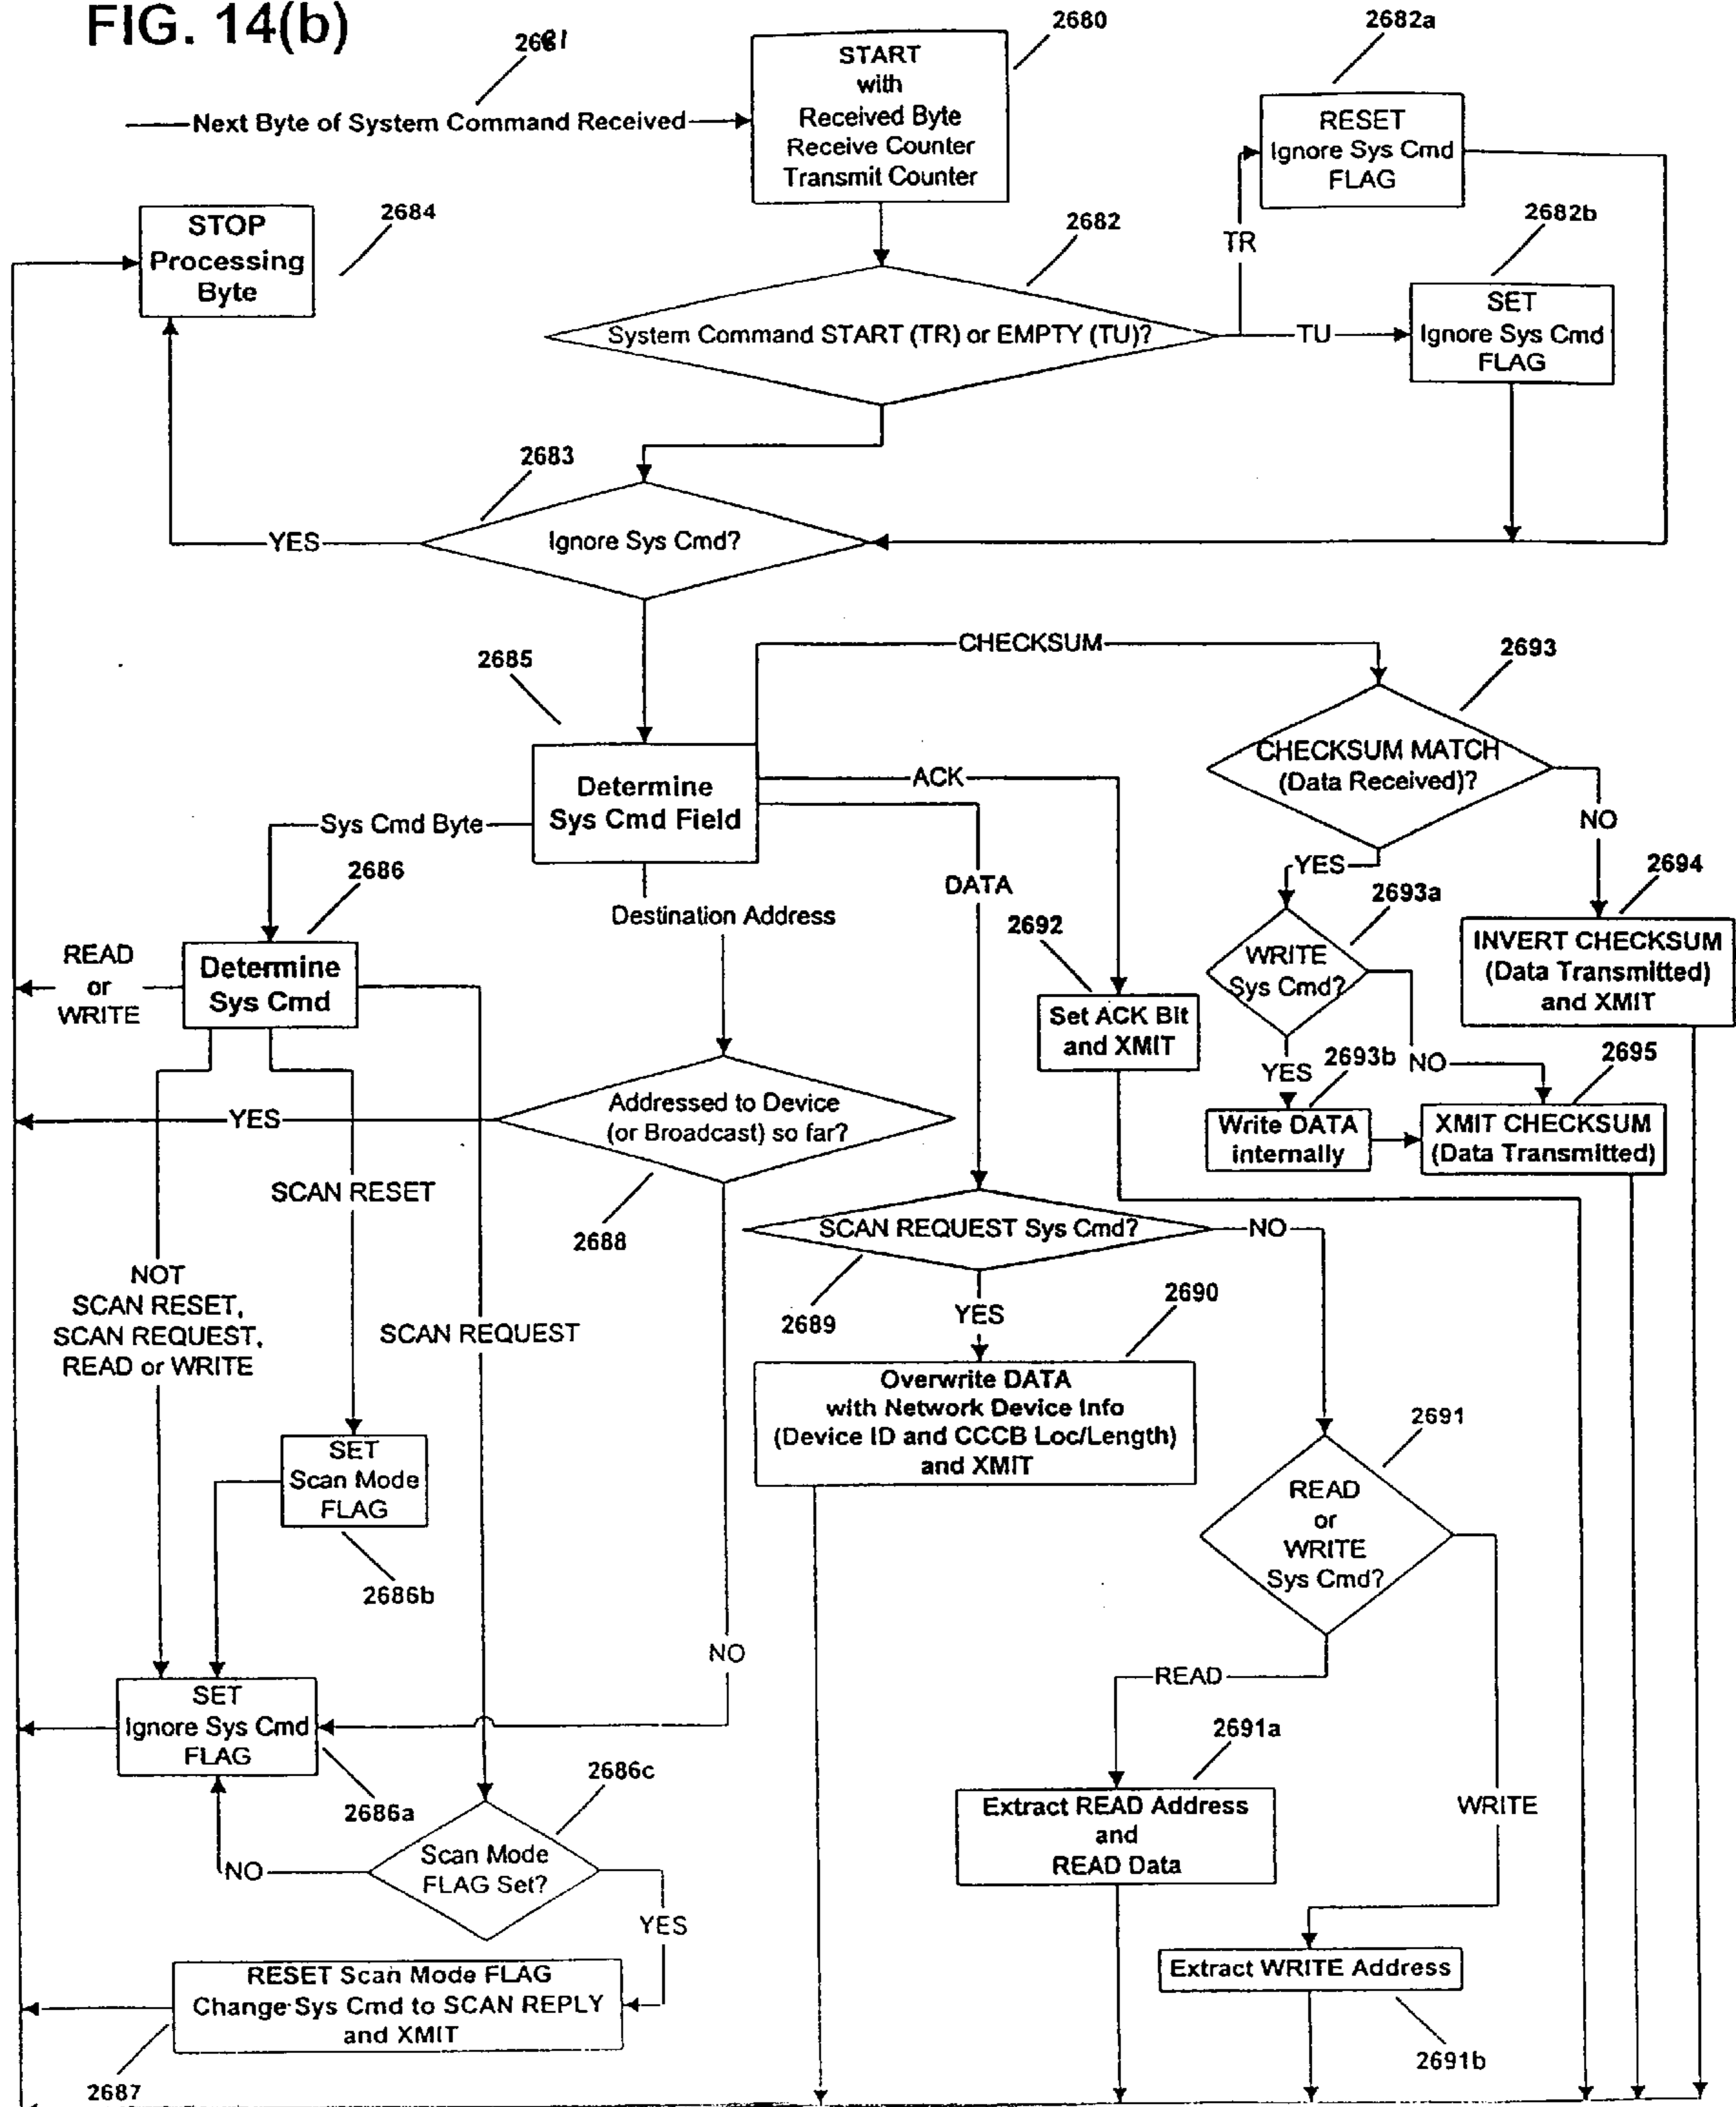 FIG. 14(b)
2681
2680
2682a
Next Byte of System Command Received
START
with
Received Byte
Receive Counter
Transmit Counter
RESET
Ignore Sys Cmd
FLAG
2684
STOP
Processing
Byte
2682
TR
2682b
System Command START (TR) or EMPTY (TU)?
TU
SET
Ignore Sys Cmd
FLAG
2683
YES
Ignore Sys Cmd?
2685
CHECKSUM
2693
Determine
Sys Cmd Field
ACK
CHECKSUM MATCH
(Data Received)?
NO
Sys Cmd Byte
YES
2686
DATA
2693a
2694
Destination Address
2692
READ
or
WRITE
Determine
Sys Cmd
WRITE
Sys Cmd?
INVERT CHECKSUM
(Data Transmitted)
and XMIT
Set ACK Bit
and XMIT
YES
2693b
NO
2695
YES
Addressed to Device
(or Broadcast) so far?
Write DATA
internally
XMIT CHECKSUM
(Data Transmitted)
SCAN RESET
2688
SCAN REQUEST Sys Cmd?
NO
NOT
SCAN RESET,
SCAN REQUEST,
READ or WRITE
SCAN REQUEST
2689
YES
2690
Overwrite DATA
with Network Device Info
(Device ID and CCCB Loc/Length)
and XMIT
2691
SET
Scan Mode
FLAG
READ
or
WRITE
Sys Cmd?
2686b
NO
READ
SET
Ignore Sys Cmd
FLAG
2691a
2686a
2686c
Extract READ Address
and
READ Data
WRITE
NO
Scan Mode
FLAG Set?
YES
RESET Scan Mode FLAG
Change Sys Cmd to SCAN REPLY
and XMIT
Extract WRITE Address
2691b
2687